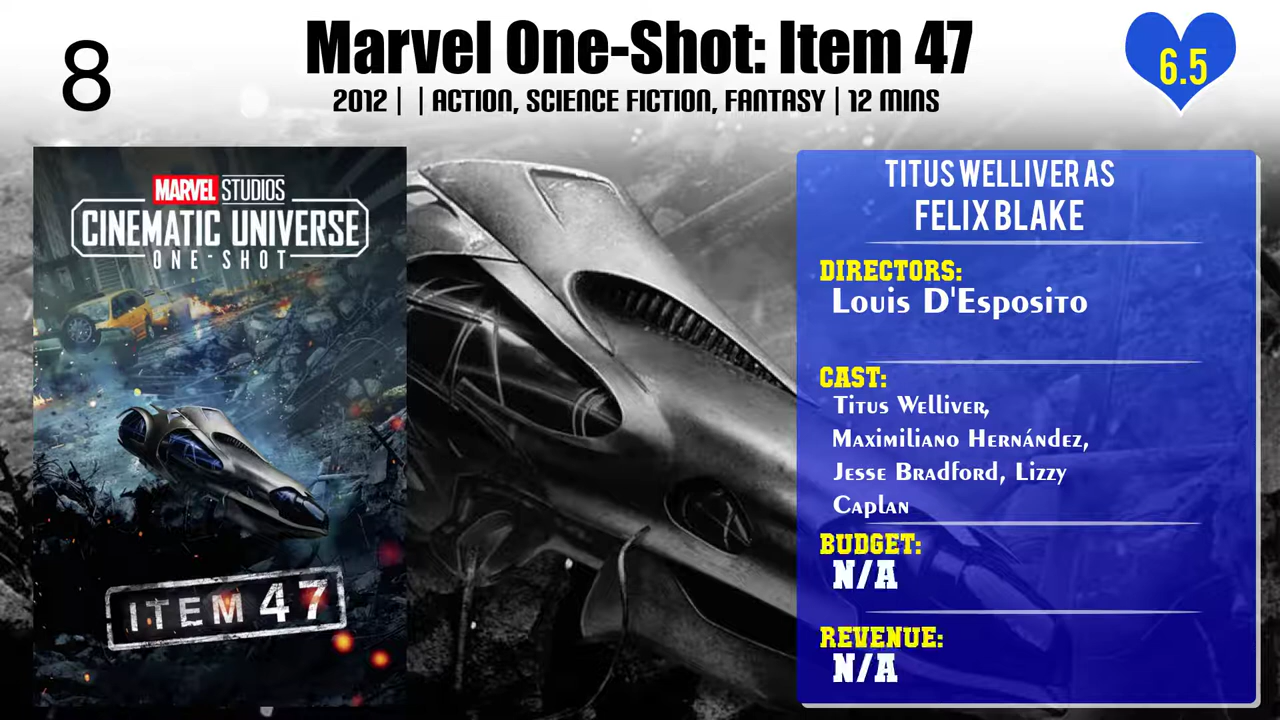 8
Marvel One-Shot: Item 47
6.5
2012 | | ACTION, SCIENCE FICTION, FANTASY | 12 MINS
MARVEL STUDIOS
CINEMATIC UNIVERSE
ONE-SHOT
ITEM 47
TITUS WELLIVER AS
FELIX BLAKE
DIRECTORS:
Louis D'Esposito
CAST:
Titus Welliver,
Maximiliano Hernández,
Jesse Bradford, Lizzy
Caplan
BUDGET:
N/A
REVENUE:
N/A